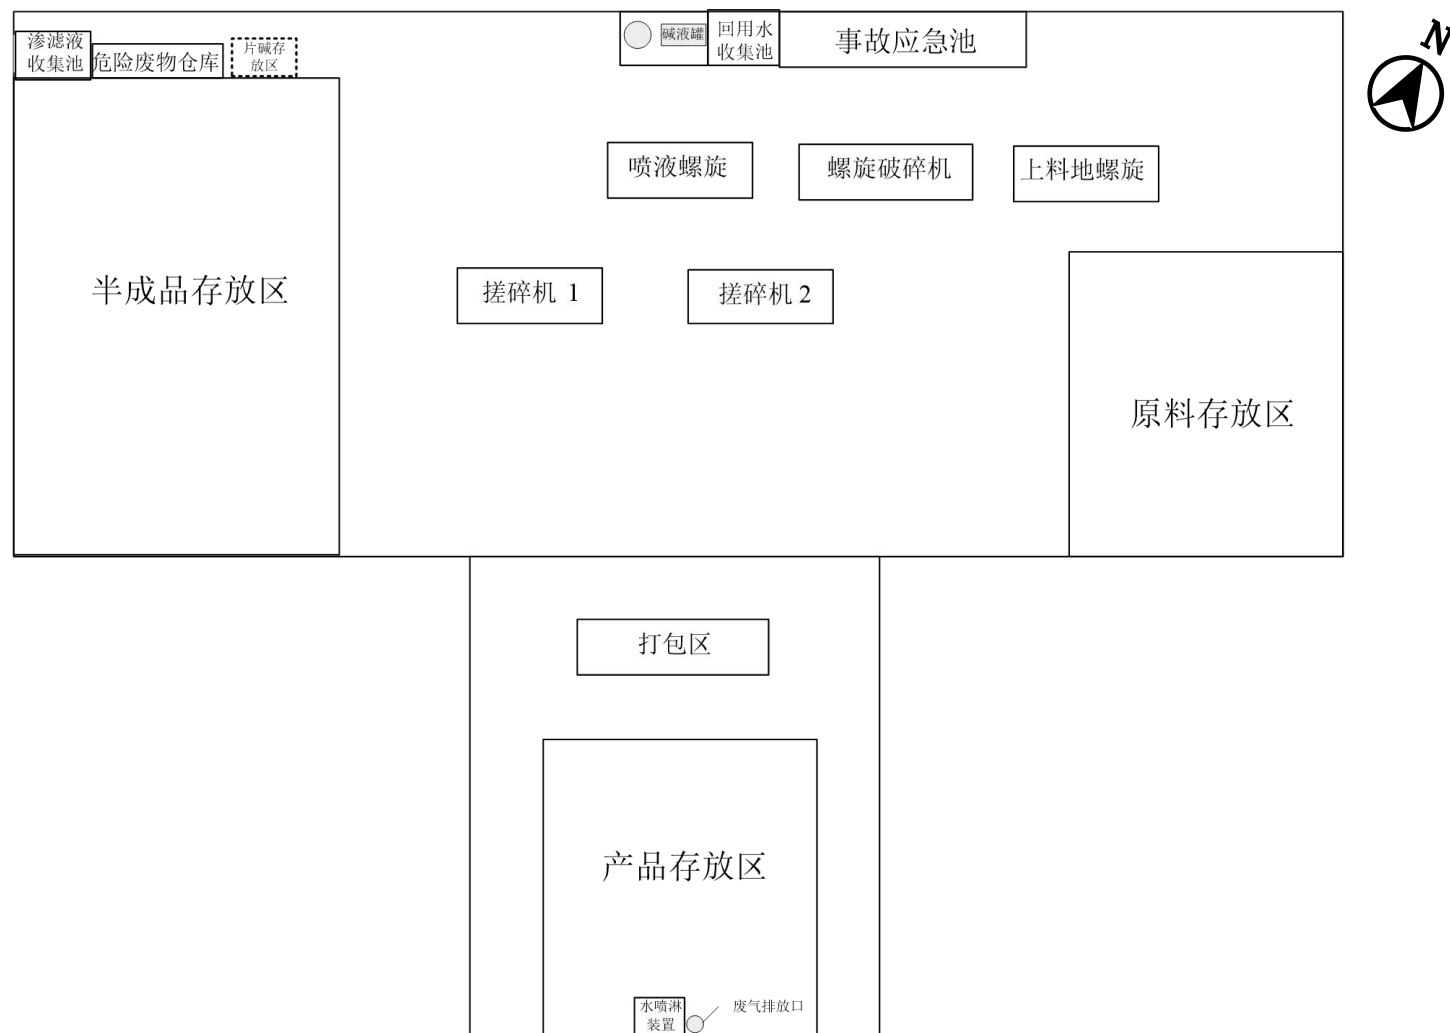 N
渗滤液
收集池
危险废物仓库
片碱存
放区
碱液罐
回用水
收集池
事故应急池
喷液螺旋
螺旋破碎机
上料地螺旋
半成品存放区
搓碎机 1
搓碎机 2
原料存放区
打包区
产品存放区
水喷淋
装置
废气排放口